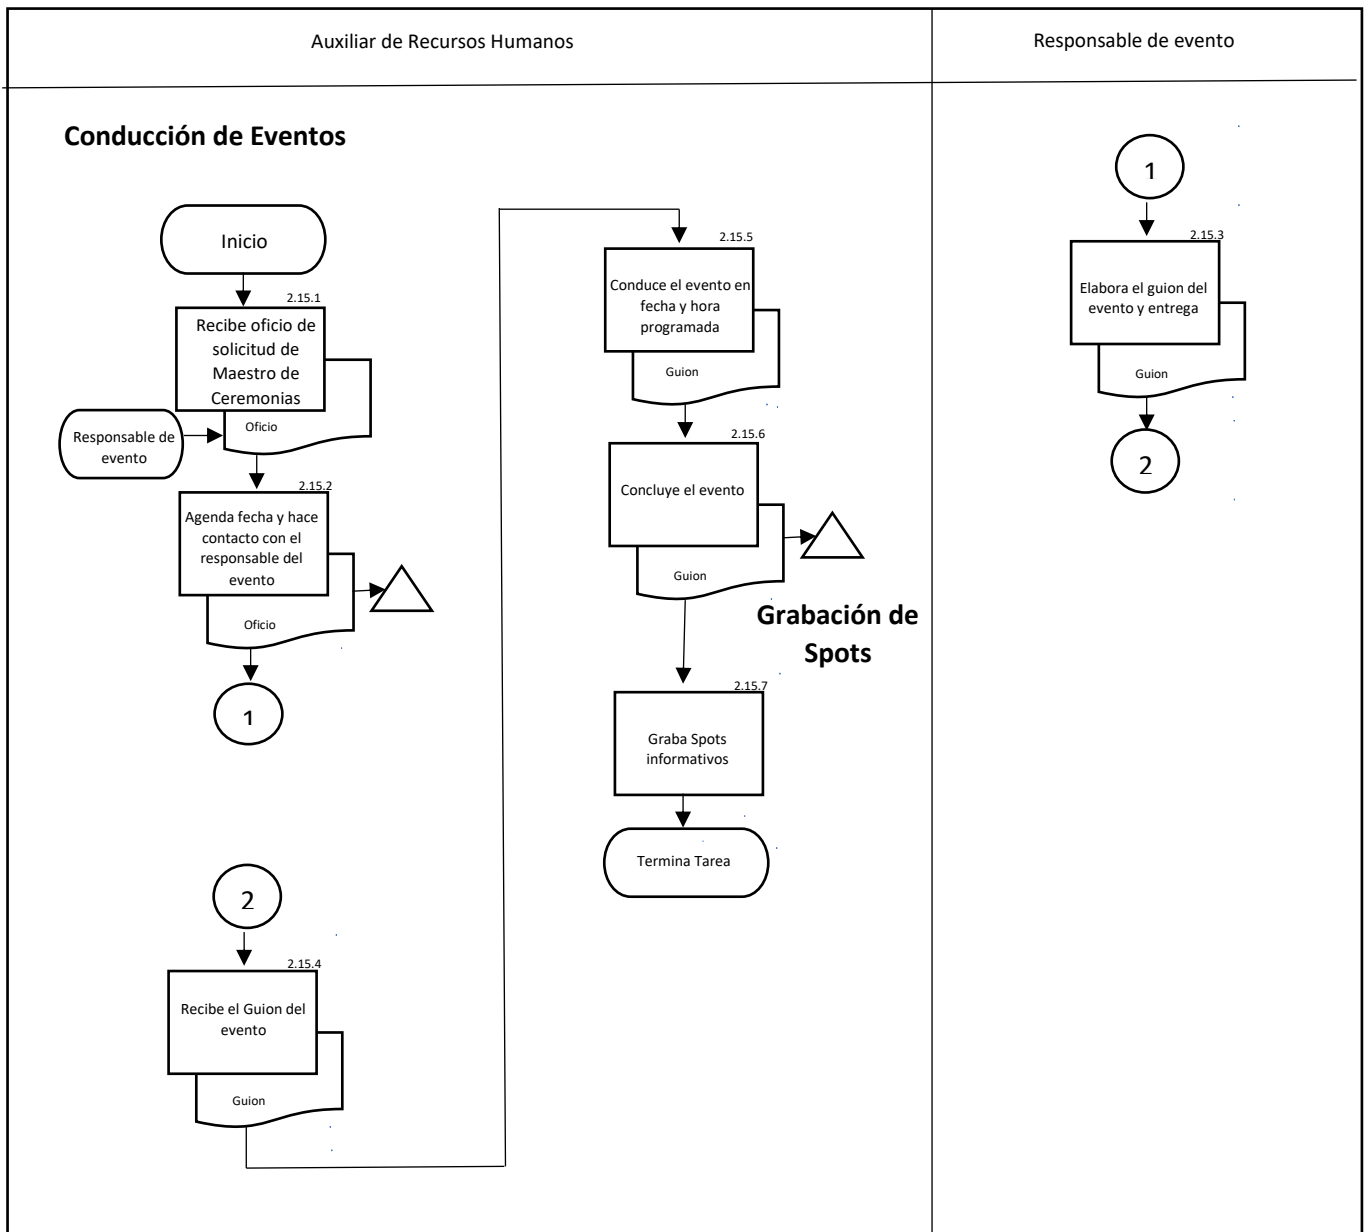 Auxiliar de Recursos Humanos
Responsable de evento
Conducción de Eventos
Inicio
2.15.1
Recibe oficio de
solicitud de
Maestro de
Ceremonias
Oficio
Responsable de
evento
2.15.2
Agenda fecha y hace
contacto con el
responsable del
evento
Oficio
1
2
2.15.4
Recibe el Guion del
evento
Guion
2.15.5
Conduce el evento en
fecha y hora
programada
Guion
2.15.6
Concluye el evento
Guion
Grabación de
Spots
2.15.7
Graba Spots
informativos
Termina Tarea
1
2.15.3
Elabora el guion del
evento y entrega
Guion
2